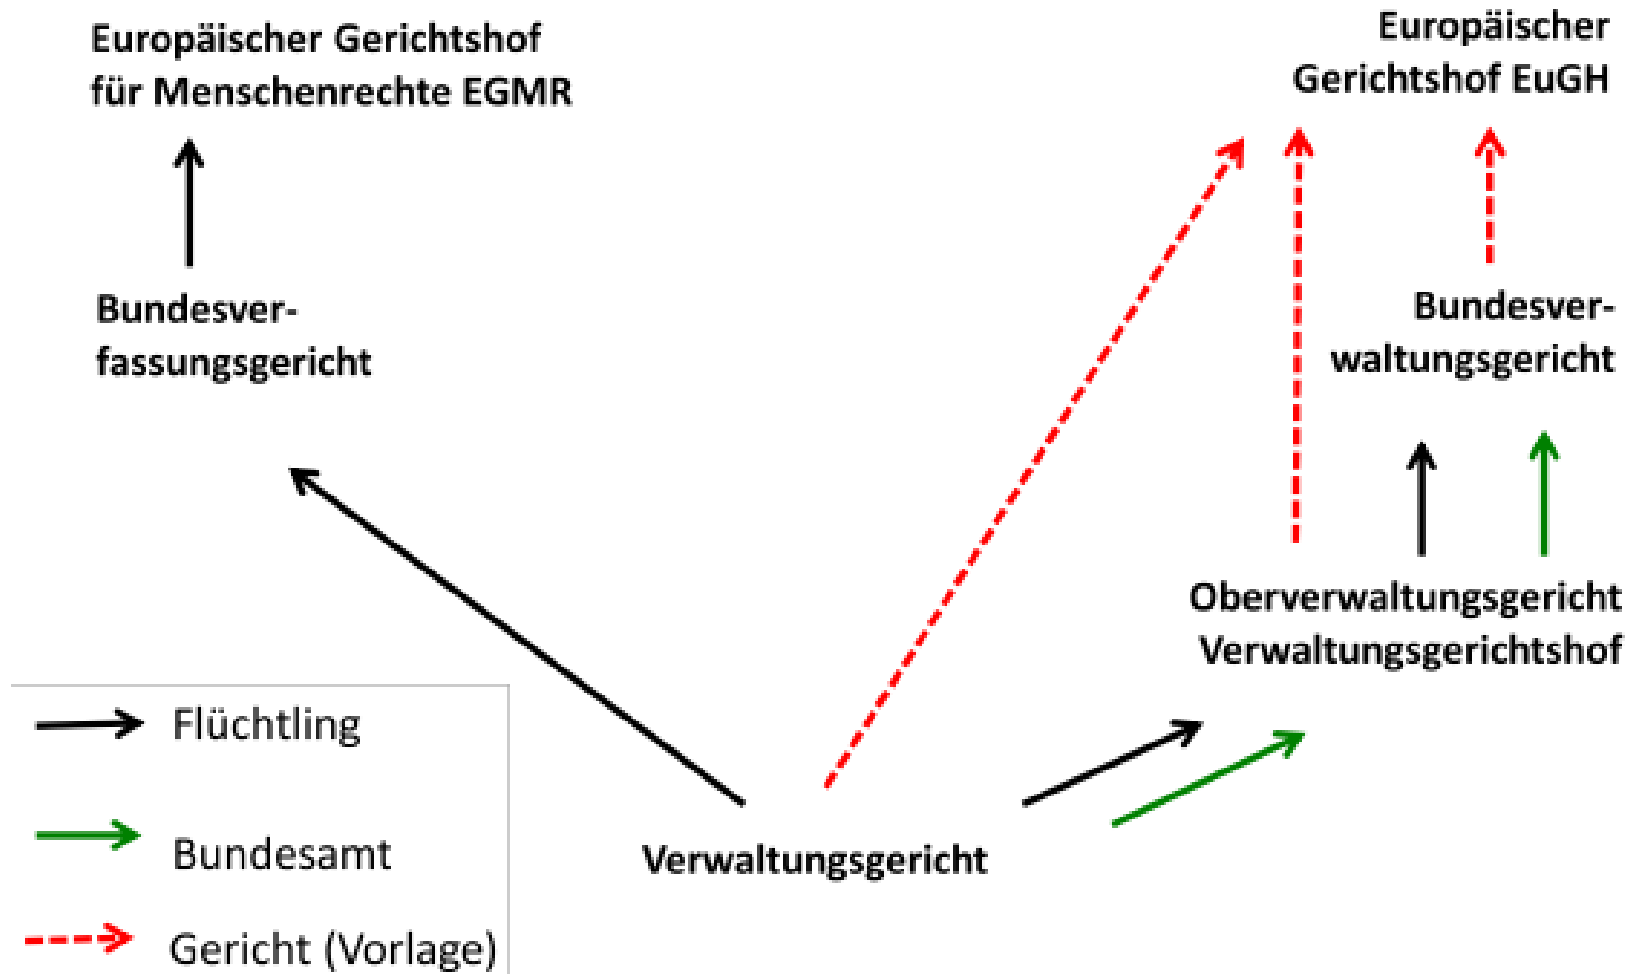 Europäischer Gerichtshof
für Menschenrechte EGMR
Europäischer
Gerichtshof EuGH
Bundesver-
fassungsgericht
Bundesver-
waltungsgericht
Oberverwaltungsgericht
Verwaltungsgerichtshof
Verwaltungsgericht
Flüchtling
Bundesamt
Gericht (Vorlage)